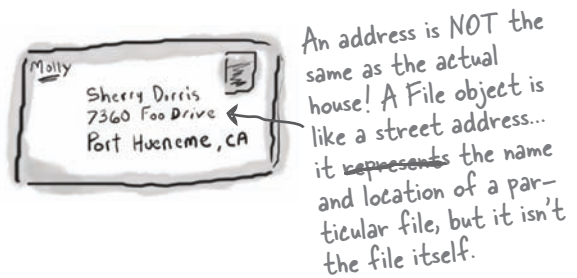 Molly
Sherry Dorris
7360 Foo Drive
Port Hueneme, CA
An address is NOT the
same as the actual
house! A File object is
like a street address...
it represents the name
and location of a par-
ticular file, but it isn't
the file itself.